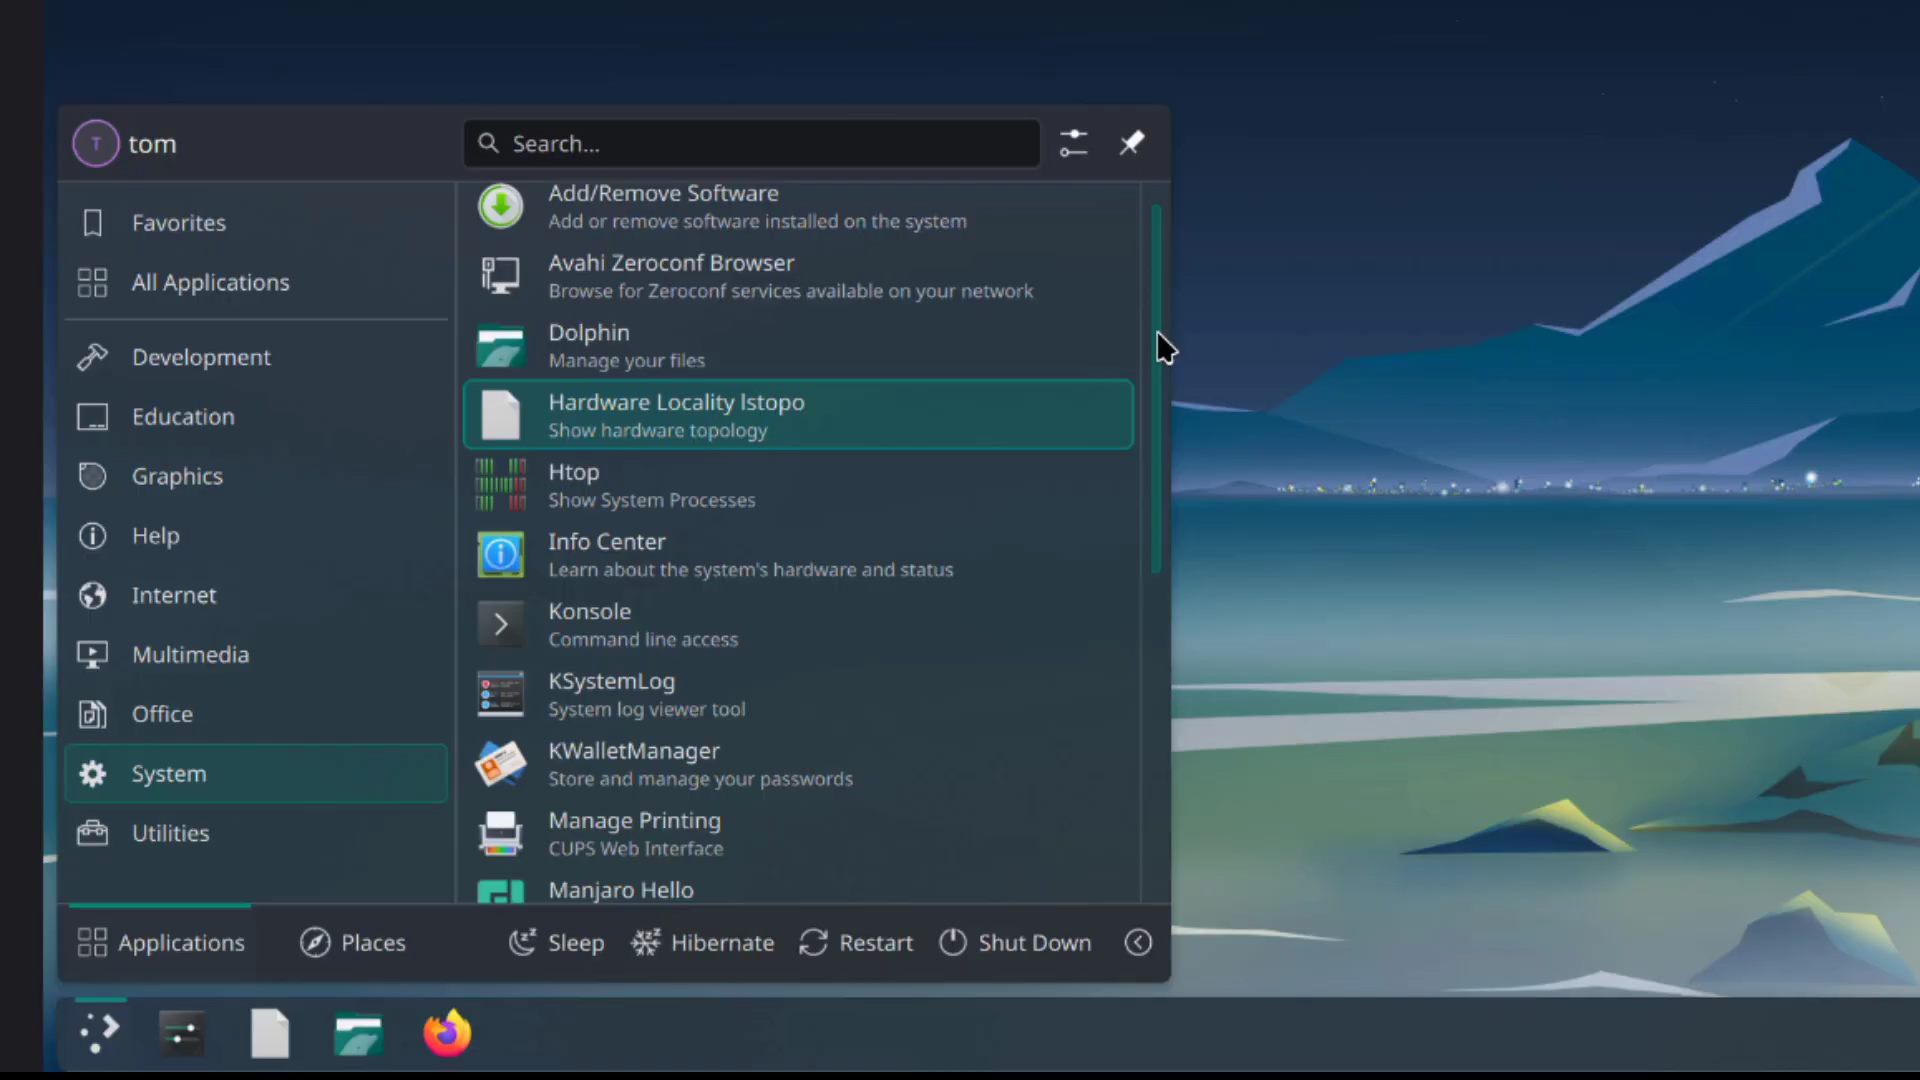 T
tom
Search...
Favorites
All Applications
Development
Education
Graphics
Help
Internet
Multimedia
Office
System
Utilities
Add/Remove Software
Add or remove software installed on the system
Avahi Zeroconf Browser
Browse for Zeroconf services available on your network
Dolphin
Manage your files
Hardware Locality lstopo
Show hardware topology
Htop
Show System Processes
Info Center
Learn about the system's hardware and status
Konsole
Command line access
KSystemLog
System log viewer tool
KWalletManager
Store and manage your passwords
Manage Printing
CUPS Web Interface
Manjaro Hello
Applications
Places
Sleep
Hibernate
Restart
Shut Down